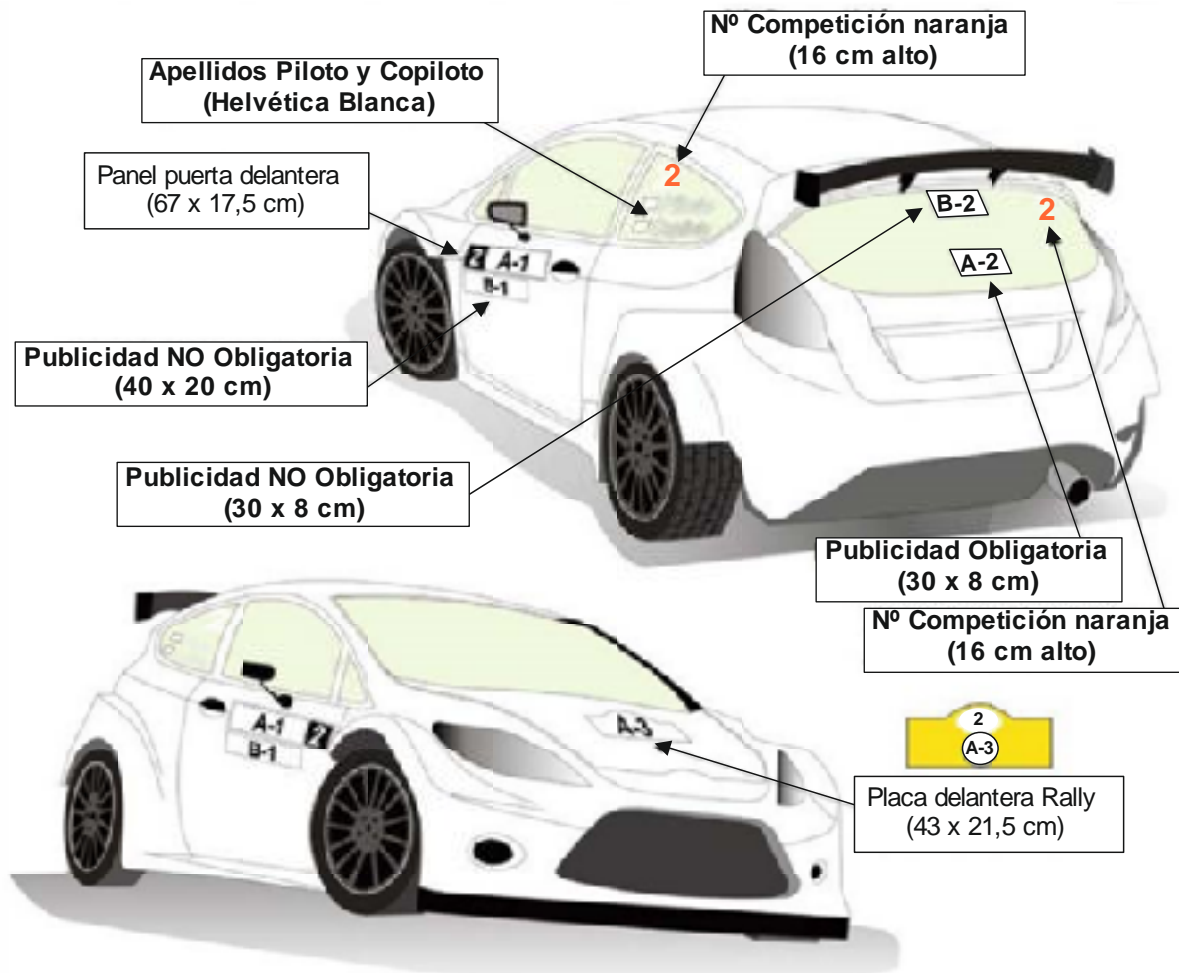 Nº Competición naranja
(16 cm alto)
Apellidos Piloto y Copiloto
(Helvética Blanca)
Panel puerta delantera
(67 x 17,5 cm)
2
B-2
2
2 A-1
A-2
B-1
Publicidad NO Obligatoria
(40 x 20 cm)
Publicidad NO Obligatoria
(30 x 8 cm)
Publicidad Obligatoria
(30 x 8 cm)
Nº Competición naranja
(16 cm alto)
A-1 2
A-3
B-1
2
A-3
Placa delantera Rally
(43 x 21,5 cm)